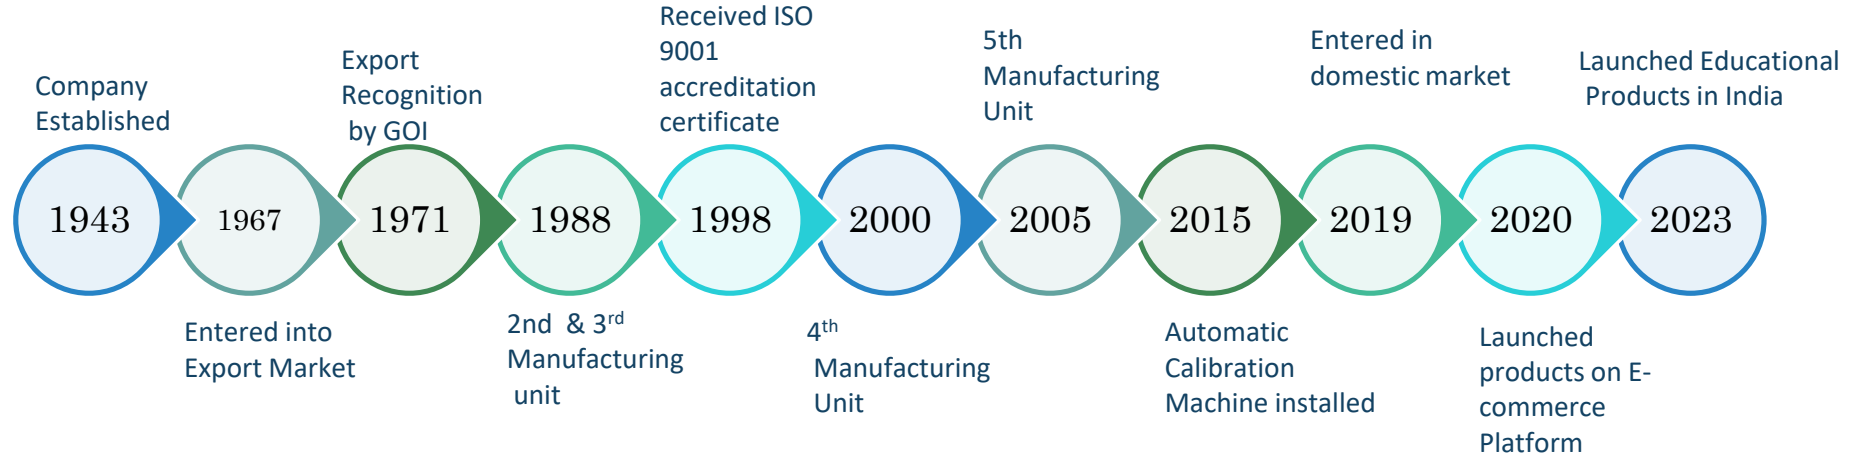 Company
Established
1943
1967
Entered into
Export Market
Export
Recognition
by GOI
1971
1988
2nd & 3rd
Manufacturing
unit
Received ISO
9001
accreditation
certificate
1998
2000
4th
Manufacturing
Unit
5th
Manufacturing
Unit
2005
2015
Automatic
Calibration
Machine installed
Entered in
domestic market
2019
2020
Launched
products on E-
commerce
Platform
Launched Educational
Products in India
2023